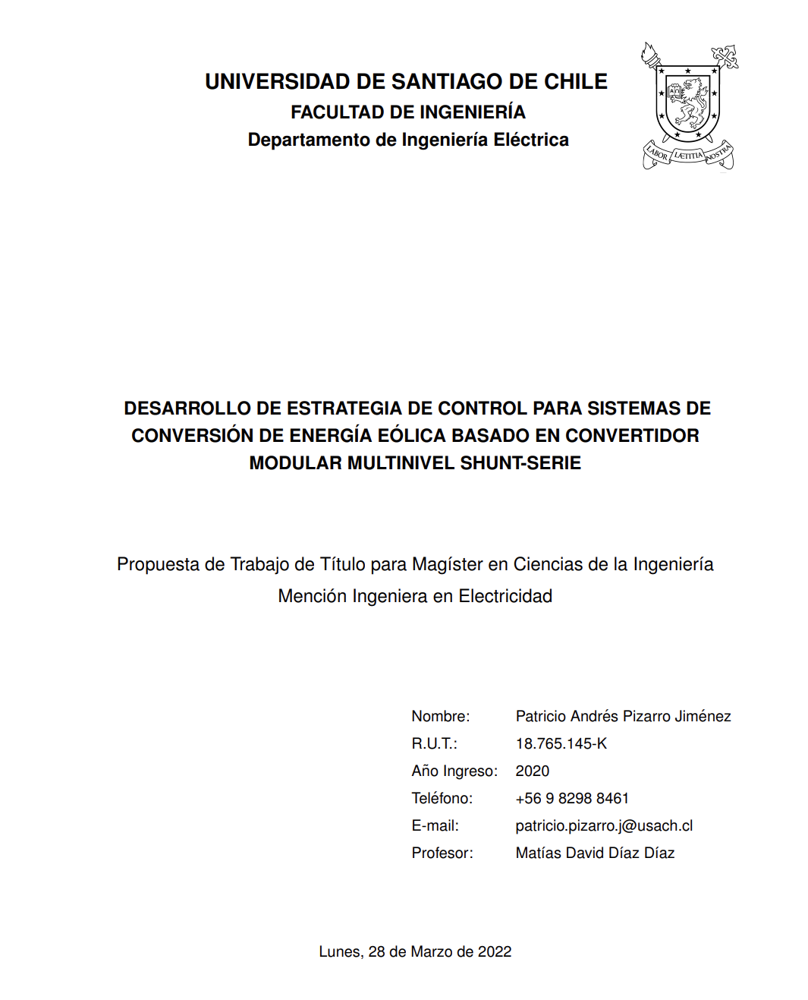 UNIVERSIDAD DE SANTIAGO DE CHILE
FACULTAD DE INGENIERÍA
Departamento de Ingeniería Eléctrica
LABOR LÆTITIA NOSTRA
DESARROLLO DE ESTRATEGIA DE CONTROL PARA SISTEMAS DE
CONVERSIÓN DE ENERGÍA EÓLICA BASADO EN CONVERTIDOR
MODULAR MULTINIVEL SHUNT-SERIE
Propuesta de Trabajo de Título para Magíster en Ciencias de la Ingeniería
Mención Ingeniera en Electricidad
Nombre: Patricio Andrés Pizarro Jiménez
R.U.T.: 18.765.145-K
Año Ingreso: 2020
Teléfono: +56 9 8298 8461
E-mail: patricio.pizarro.j@usach.cl
Profesor: Matías David Díaz Díaz
Lunes, 28 de Marzo de 2022